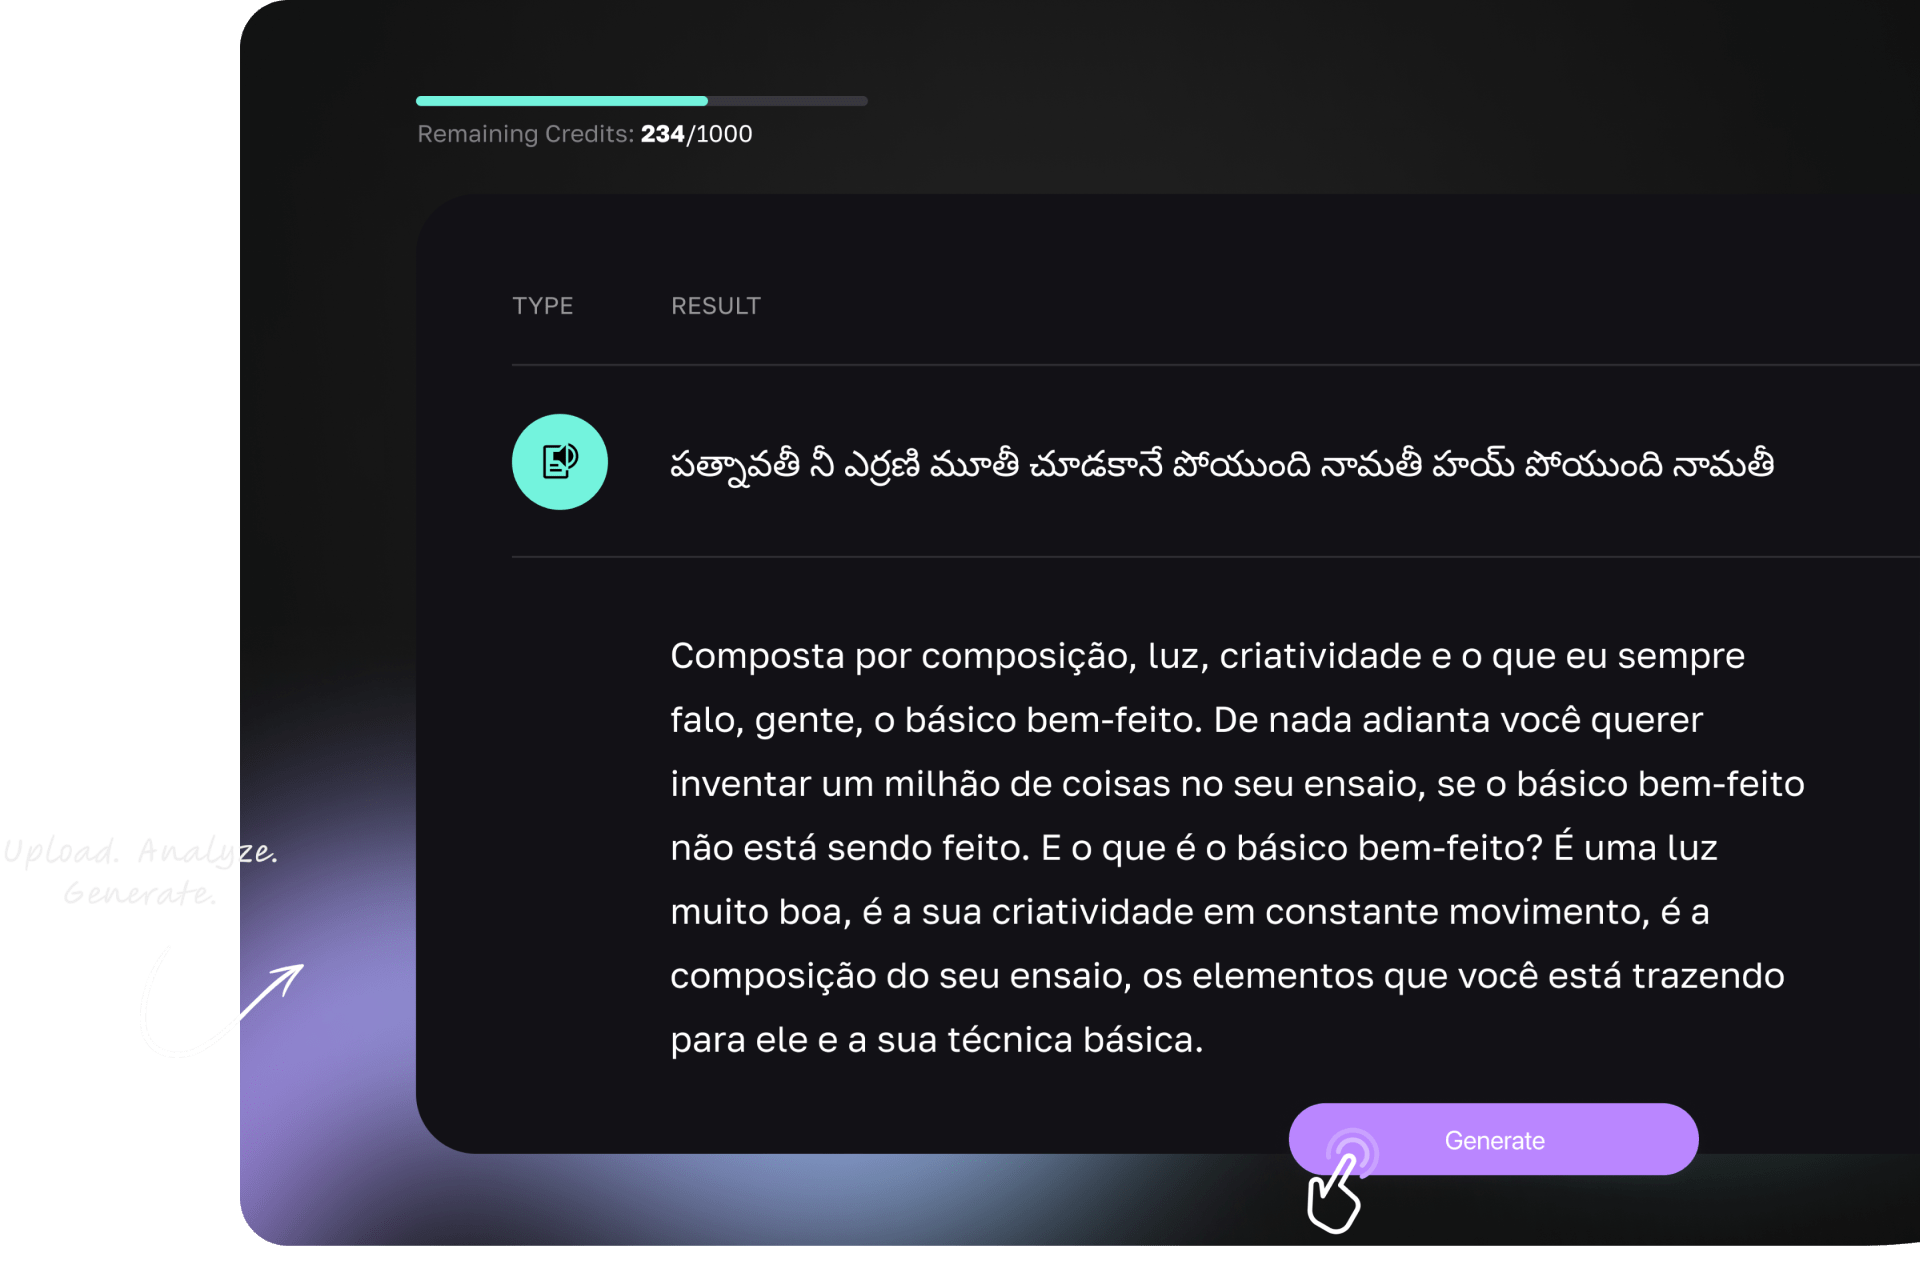 Remaining Credits: 234/1000
TYPE RESULT
పత్నావతీ నీ ఎర్రణి మూతీ చూడకానే పోయుంది నామతీ హయ్ పోయుంది నామతీ
Composta por composição, luz, criatividade e o que eu sempre
falo, gente, o básico bem-feito. De nada adianta você querer
inventar um milhão de coisas no seu ensaio, se o básico bem-feito
não está sendo feito. E o que é o básico bem-feito? É uma luz
muito boa, é a sua criatividade em constante movimento, é a
composição do seu ensaio, os elementos que você está trazendo
para ele e a sua técnica básica.
Upload. Analyze.
Generate.
Generate